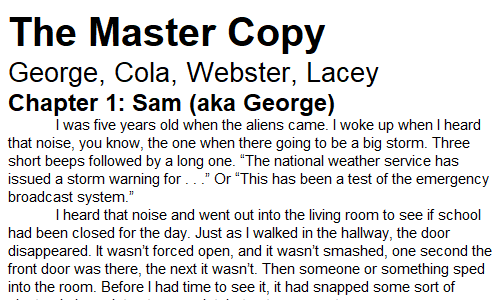 The Master Copy
George, Cola, Webster, Lacey
Chapter 1: Sam (aka George)
I was five years old when the aliens came. I woke up when I heard
that noise, you know, the one when there going to be a big storm. Three
short beeps followed by a long one. “The national weather service has
issued a storm warning for . . .” Or “This has been a test of the emergency
broadcast system.”
I heard that noise and went out into the living room to see if school
had been closed for the day. Just as I walked in the hallway, the door
disappeared. It wasn’t forced open, and it wasn’t smashed, one second the
front door was there, the next it wasn’t. Then someone or something sped
into the room. Before I had time to see it, it had snapped some sort of